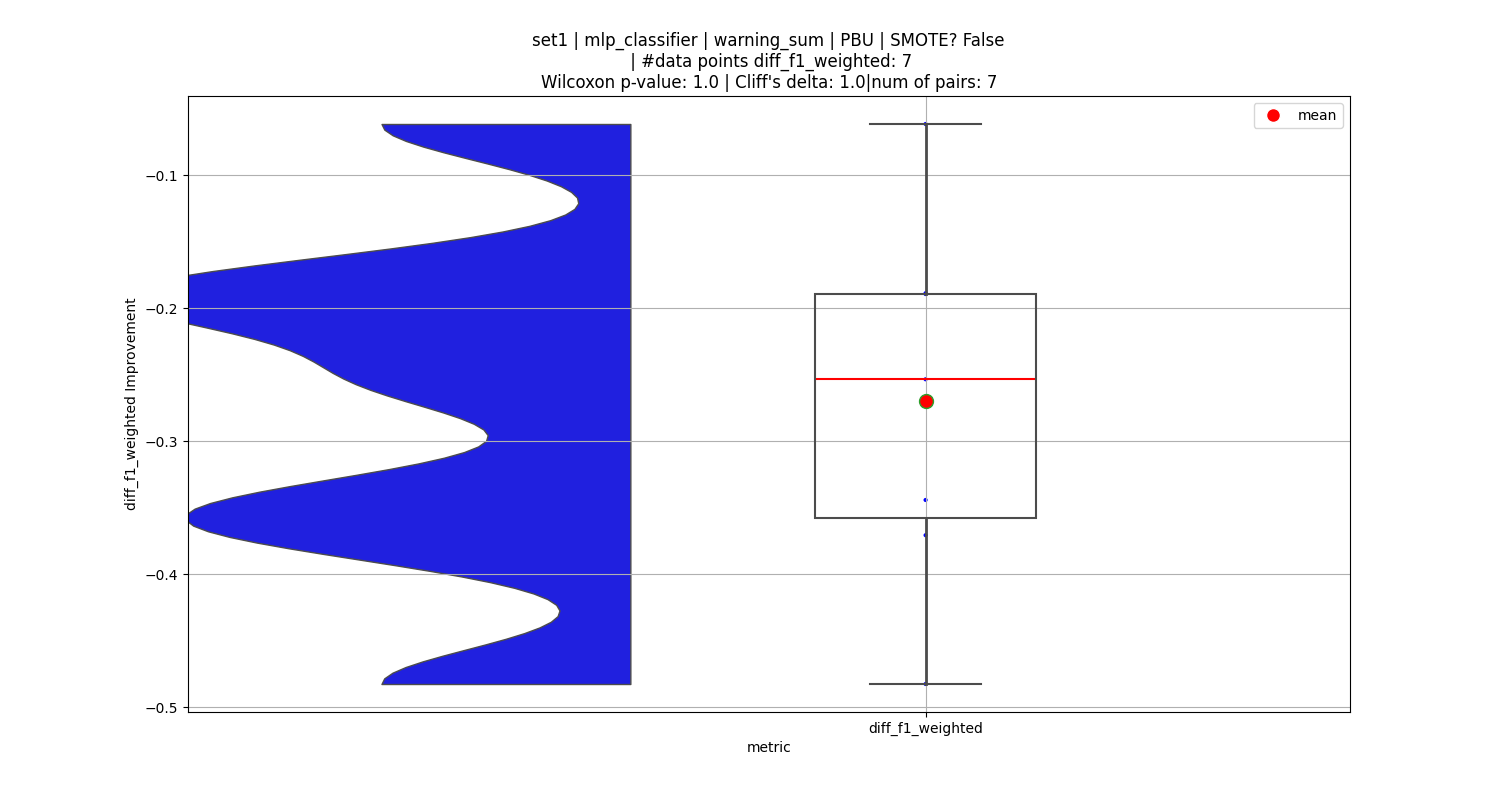 set1 | mlp_classifier | warning_sum | PBU | SMOTE? False
| #data points diff_f1_weighted: 7
Wilcoxon p-value: 1.0 | Cliff's delta: 1.0|num of pairs: 7
mean
−0.1
−0.2
−0.3
−0.4
−0.5
diff_f1_weighted Improvement
diff_f1_weighted
metric